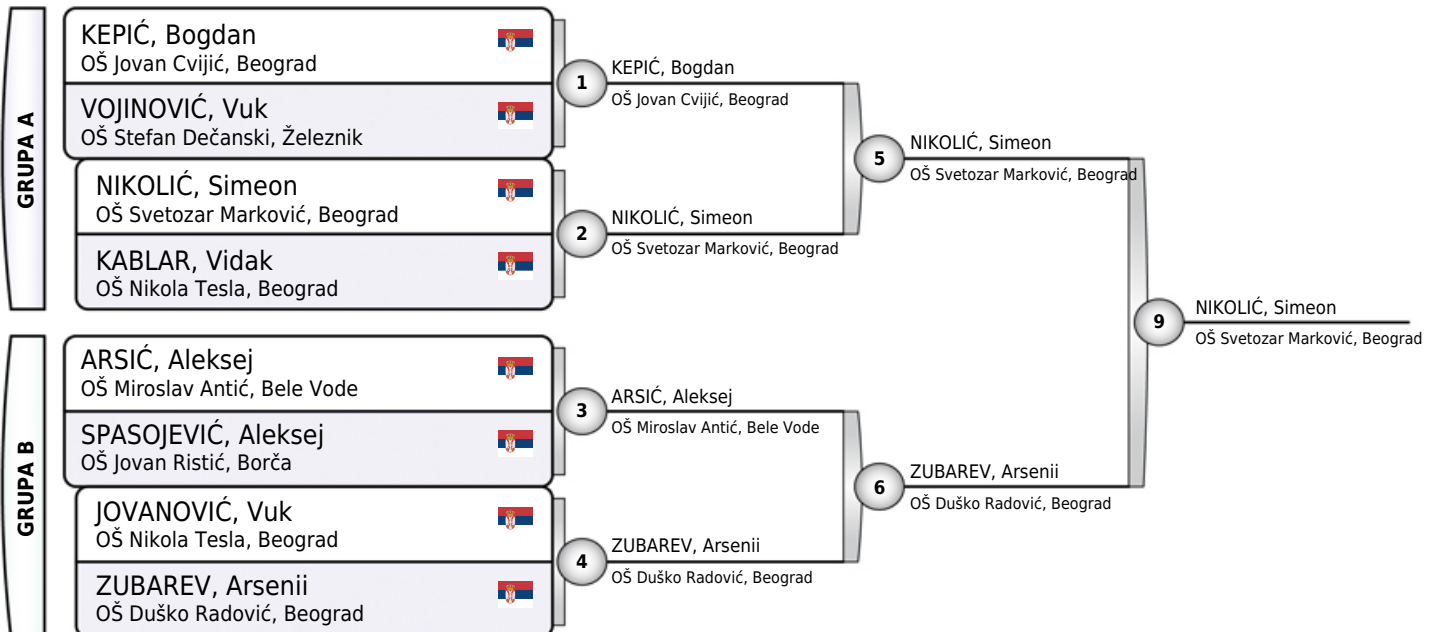 GRUPA A
KEPIĆ, Bogdan
OŠ Jovan Cvijić, Beograd
VOJINOVIĆ, Vuk
OŠ Stefan Dečanski, Železnik
NIKOLIĆ, Simeon
OŠ Svetozar Marković, Beograd
KABLAR, Vidak
OŠ Nikola Tesla, Beograd
GRUPA B
ARSIĆ, Aleksej
OŠ Miroslav Antić, Bele Vode
SPASOJEVIĆ, Aleksej
OŠ Jovan Ristić, Borča
JOVANOVIĆ, Vuk
OŠ Nikola Tesla, Beograd
ZUBAREV, Arsenii
OŠ Duško Radović, Beograd
1
KEPIĆ, Bogdan
OŠ Jovan Cvijić, Beograd
2
NIKOLIĆ, Simeon
OŠ Svetozar Marković, Beograd
3
ARSIĆ, Aleksej
OŠ Miroslav Antić, Bele Vode
4
ZUBAREV, Arsenii
OŠ Duško Radović, Beograd
5
NIKOLIĆ, Simeon
OŠ Svetozar Marković, Beograd
6
ZUBAREV, Arsenii
OŠ Duško Radović, Beograd
9
NIKOLIĆ, Simeon
OŠ Svetozar Marković, Beograd